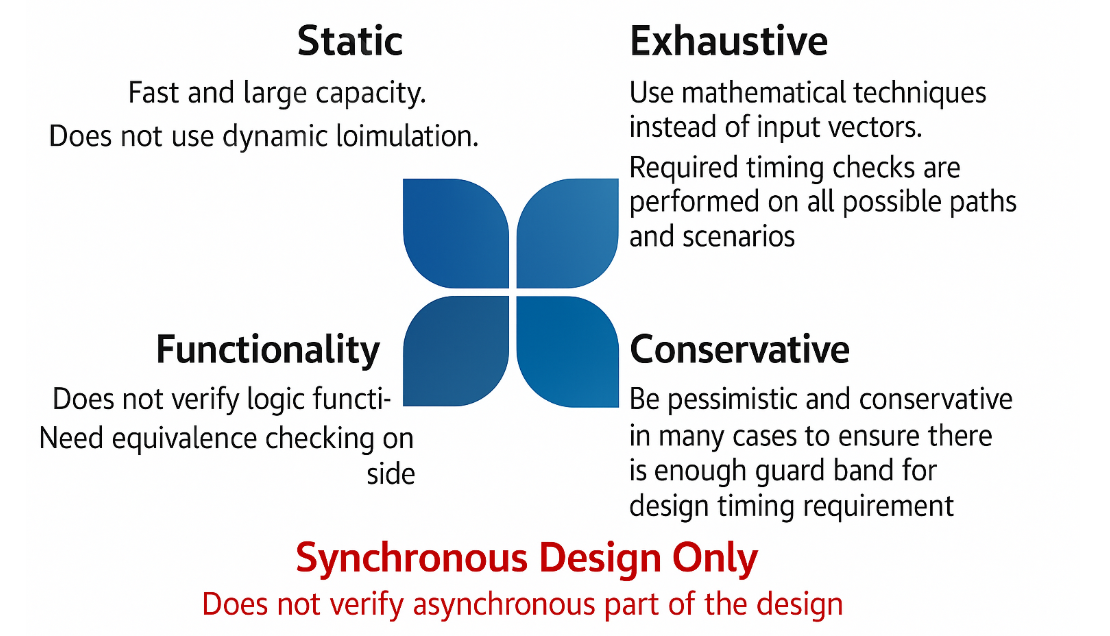 Static
Fast and large capacity.
Does not use dynamic loimulation.
Exhaustive
Use mathematical techniques
instead of input vectors.
Required timing checks are
performed on all possible paths
and scenarios
Functionality
Does not verify logic functi-
Need equivalence checking on
side
Conservative
Be pessimistic and conservative
in many cases to ensure there
is enough guard band for
design timing requirement
Synchronous Design Only
Does not verify asynchronous part of the design